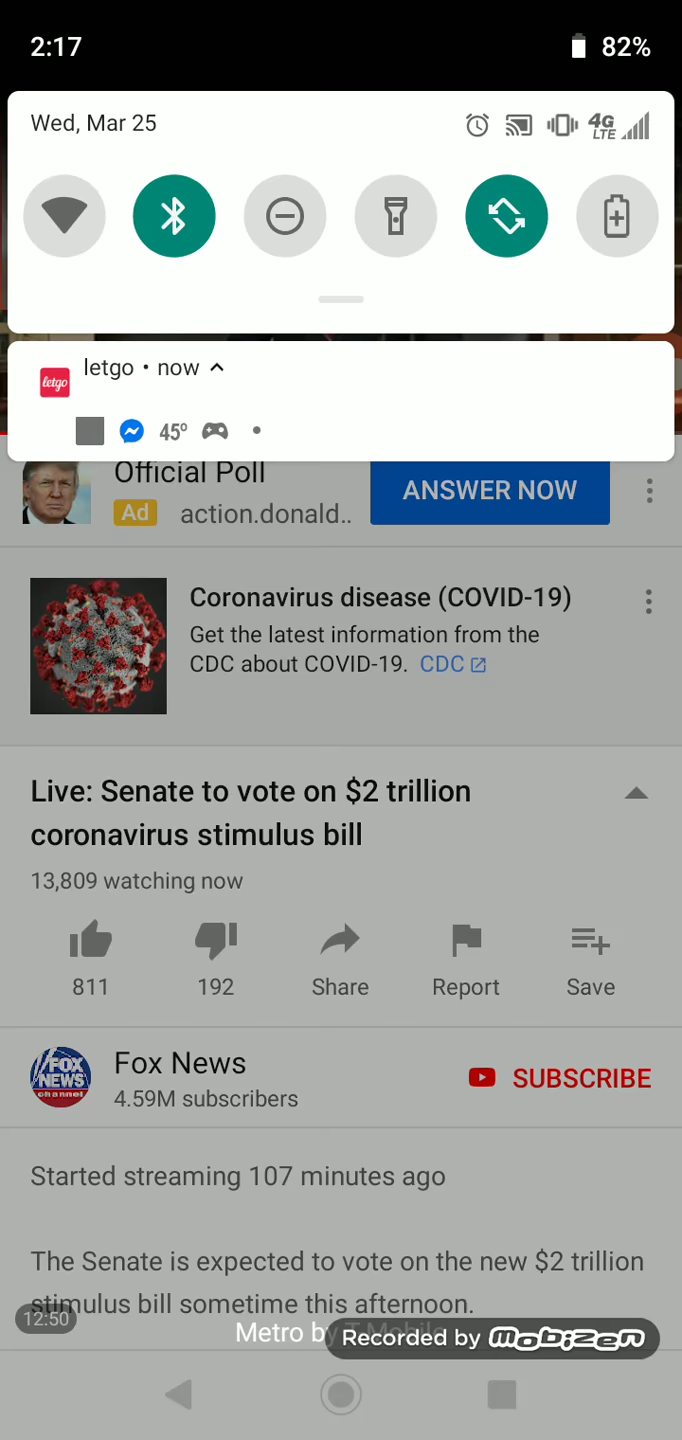 2:17
82%
Wed, Mar 25
4G
LTE
letgo • now
letgo
45°
Official Poll
Ad action.donald..
ANSWER NOW
Coronavirus disease (COVID-19)
Get the latest information from the
CDC about COVID-19. CDC
Live: Senate to vote on $2 trillion
coronavirus stimulus bill
13,809 watching now
811 192 Share Report Save
FOX
NEWS
channel
Fox News
4.59M subscribers
SUBSCRIBE
Started streaming 107 minutes ago
The Senate is expected to vote on the new $2 trillion
stimulus bill sometime this afternoon.
12:50
Metro by T-Mobile
Recorded by mobizen